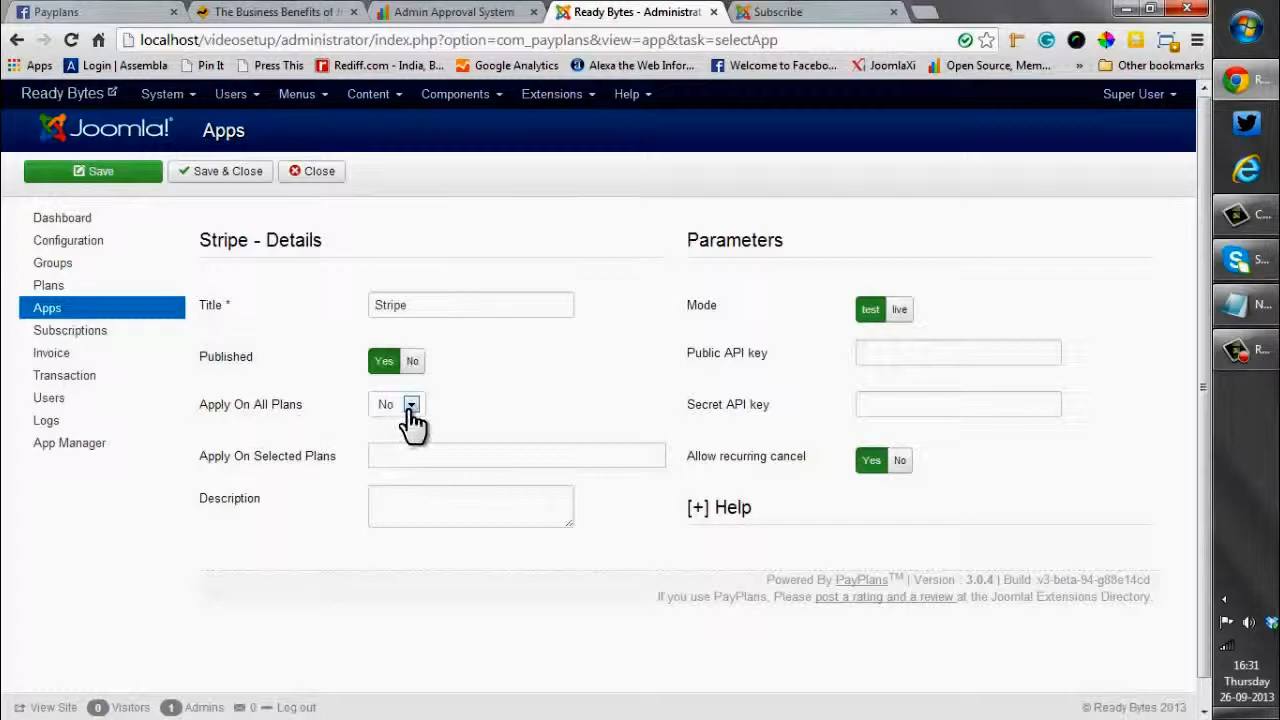 Payplans
The Business Benefits of J
Admin Approval System
Ready Bytes - Administrat
Subscribe
localhost/videosetup/administrator/index.php?option=com_payplans&view=app&task=selectApp
Apps
Login | Assembla
Pin It
Press This
Rediff.com - India, B...
Google Analytics
Alexa the Web Infor...
Welcome to Facebo...
JoomlaXi
Open Source, Mem...
»
Other bookmarks
Ready Bytes
System
Users
Menus
Content
Components
Extensions
Help
Super User
Joomla!
Apps
Save
Save & Close
Close
Dashboard
Configuration
Groups
Plans
Apps
Subscriptions
Invoice
Transaction
Users
Logs
App Manager
Stripe - Details
Title *
Stripe
Published
Yes No
Apply On All Plans
No
Apply On Selected Plans
Description
Parameters
Mode
test live
Public API key
Secret API key
Allow recurring cancel
Yes No
[+] Help
Powered By PayPlans™ | Version : 3.0.4 | Build :v3-beta-94-g88e14cd
If you use PayPlans, Please post a rating and a review at the Joomla! Extensions Directory.
View Site
0 Visitors
1 Admins
0
Log out
© Ready Bytes 2013
R...
C...
S...
N...
R...
16:31
Thursday
26-09-2013